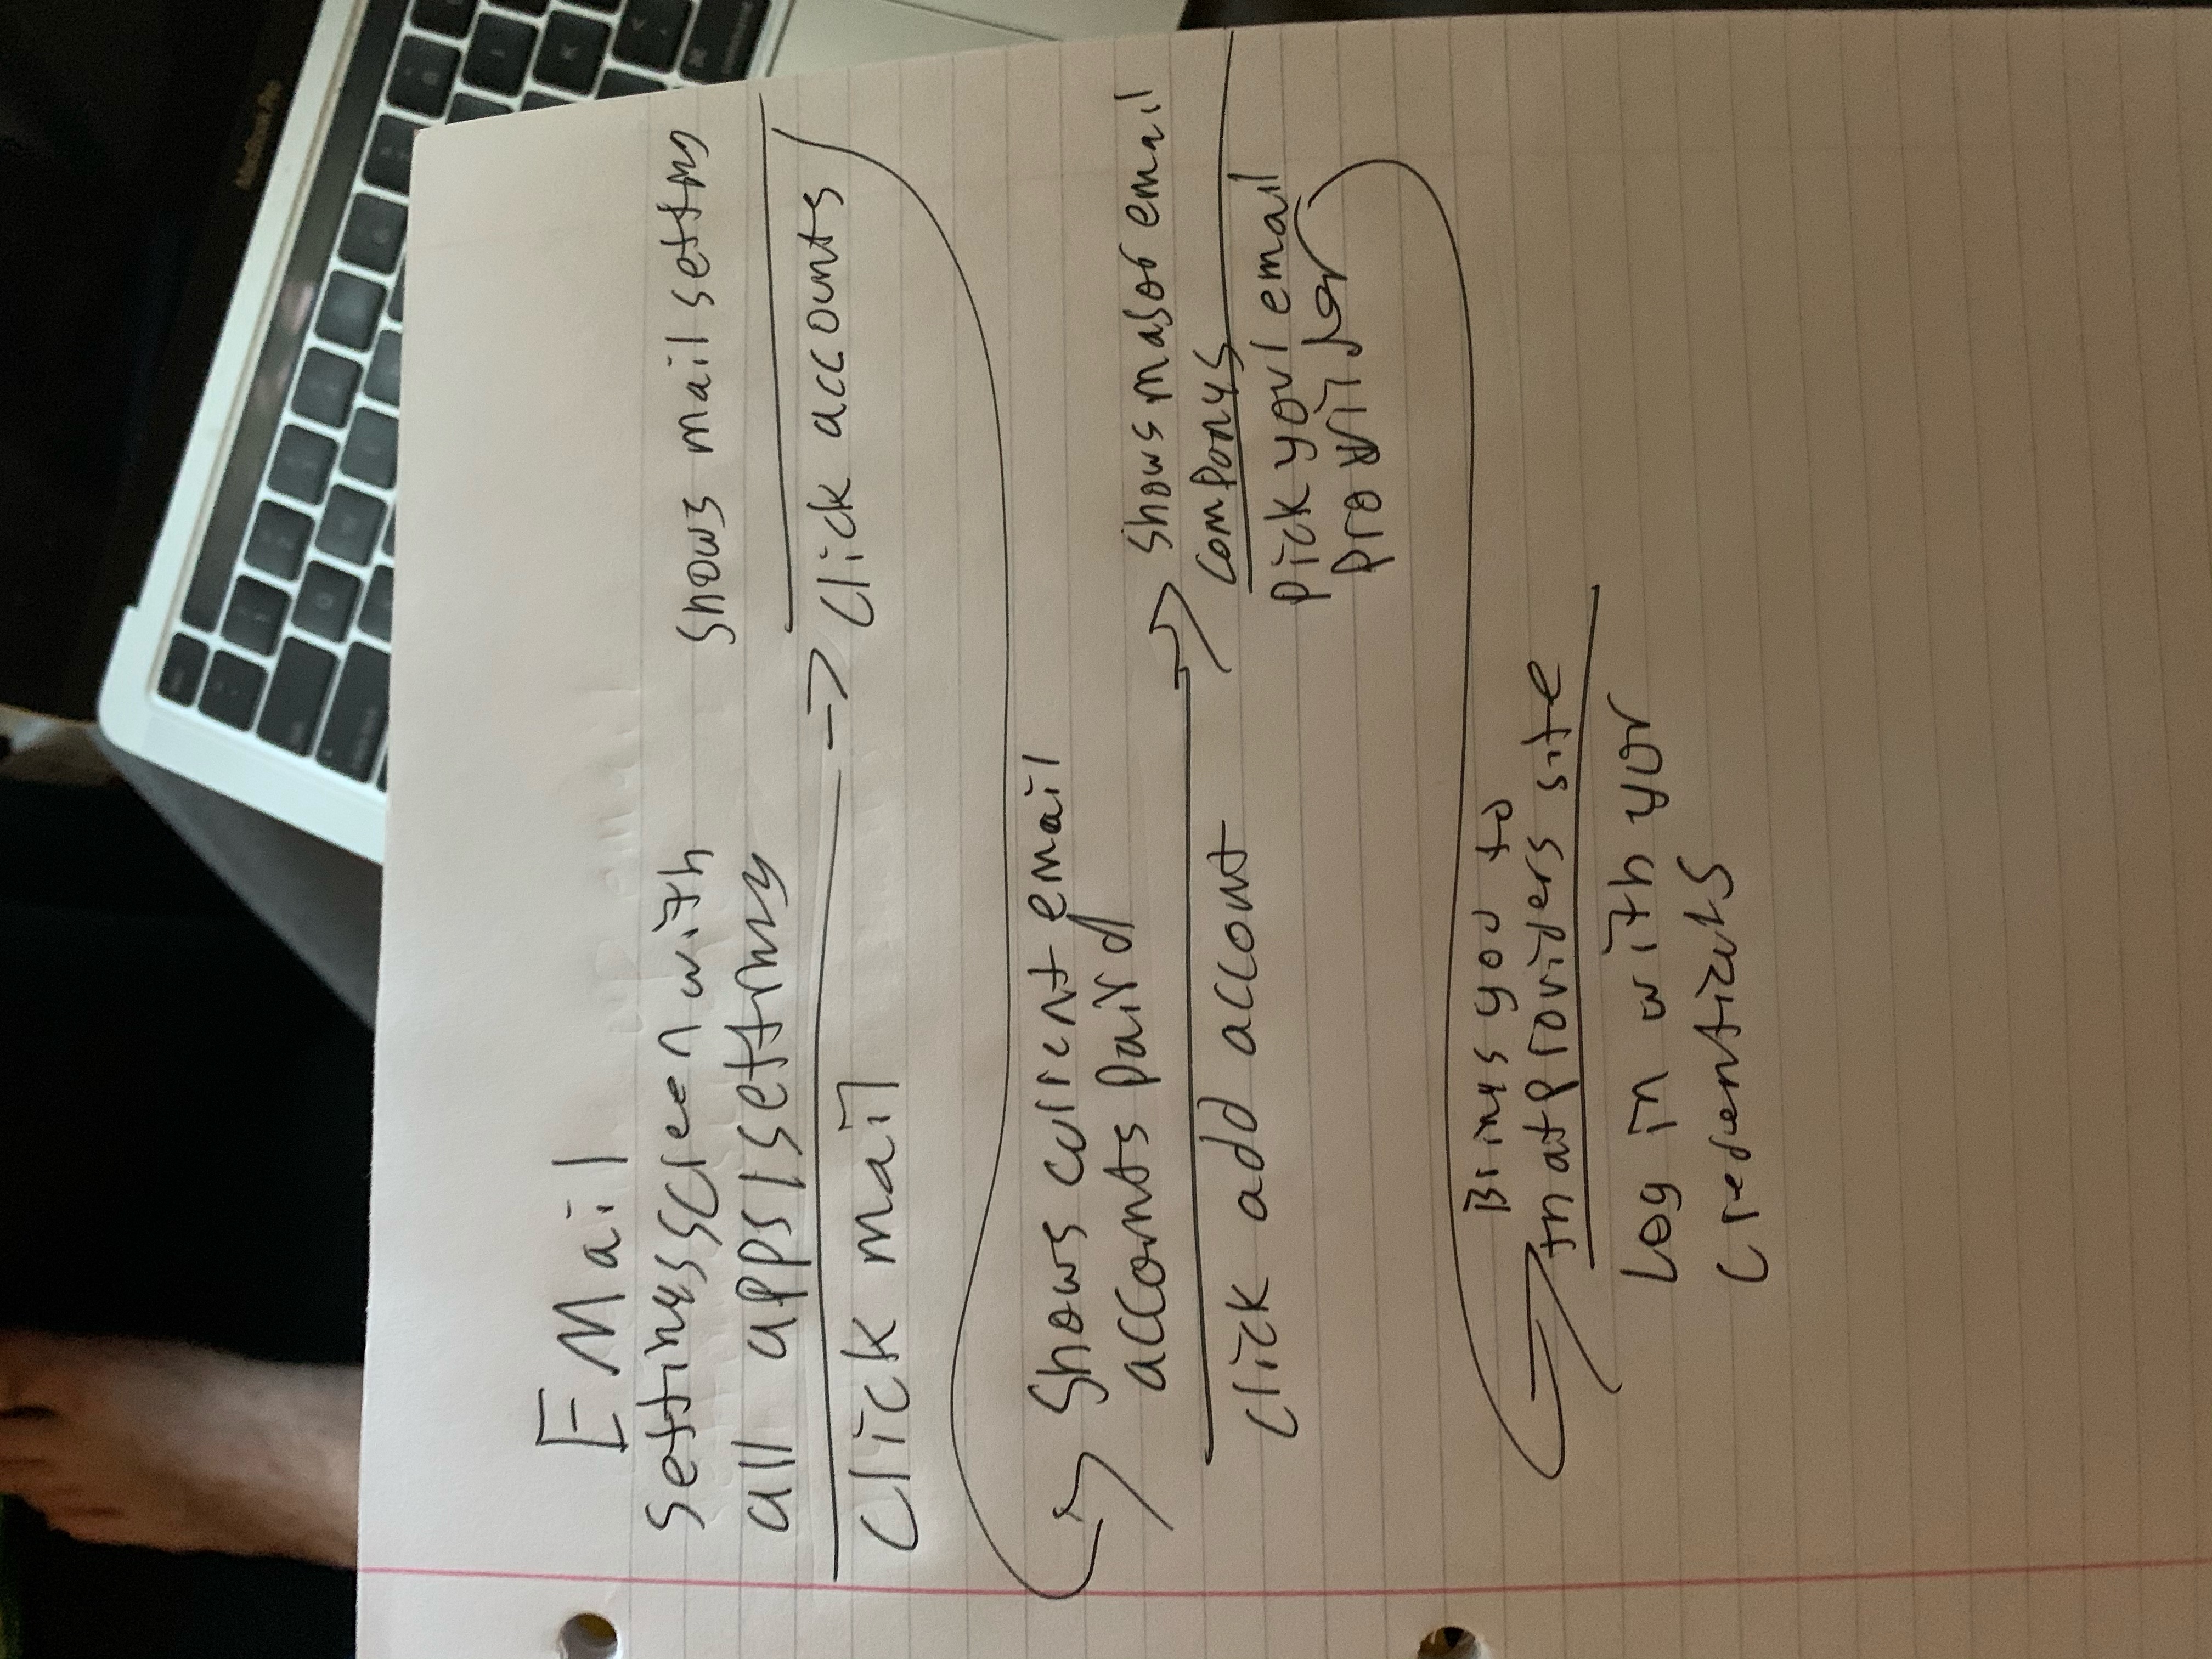 EMail
settings screen with
all apps/settings
click mail
->
shows mail setting
click accounts
Shows current email
accounts paird
click add account
shows major email
companys
pick your email
provider
Brings you to
that providers site
Log in with yor
credentials
MacBook Pro